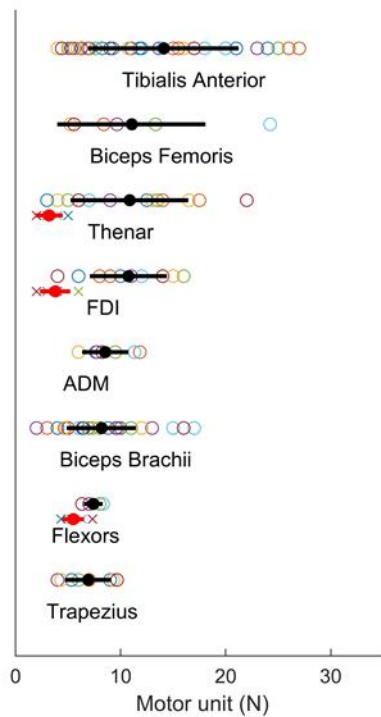 Tibialis Anterior
Biceps Femoris
Thenar
FDI
ADM
Biceps Brachii
Flexors
Trapezius
0 10 20 30
Motor unit (N)